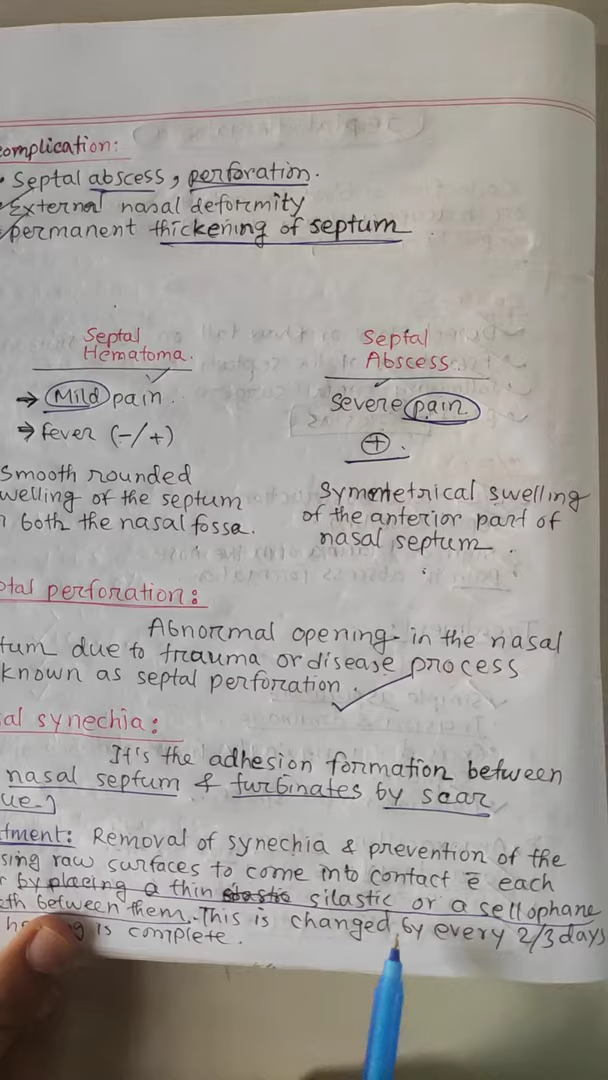 complication:
• Septal abscess, perforation.
External nasal deformity
permanent thickening of septum
Septal Hematoma.
Septal Abscess.
→ Mild pain.
Severe pain
→ fever (-/+)
+
Smooth rounded
welling of the septum
n both the nasal fossa.
Symmetrical swelling
of the anterior part of
nasal septum.
otal perforation:
Abnormal opening in the nasal
tum due to trauma or disease process
known as septal perforation.
sal synechia:
It's the adhesion formation between
nasal septum & turbinates by scar
ue.]
tment: Removal of synechia & prevention of the
sing raw surfaces to come into contact c̄ each
r by placing a thin silastic or a sellophane
eth between them. This is changed by every 2/3 days
is complete.